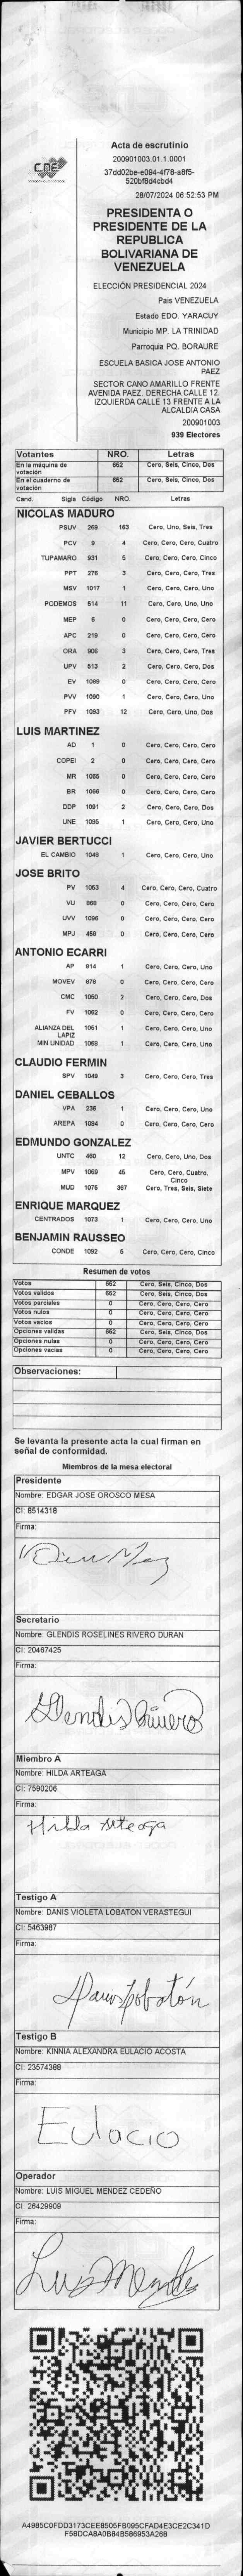 CNE
Acta de escrutinio
200901003.01.1.0001
37dd02be-e094-4f78-a8f5-
520bf8d4cbd4
28/07/2024 06:52:53 PM
PRESIDENTA O
PRESIDENTE DE LA
REPUBLICA
BOLIVARIANA DE
VENEZUELA
ELECCIÓN PRESIDENCIAL 2024
Pais VENEZUELA
Estado EDO. YARACUY
Municipio MP. LA TRINIDAD
Parroquia PQ. BORAURE
ESCUELA BASICA JOSE ANTONIO
PAEZ
SECTOR CANO AMARILLO FRENTE
AVENIDA PAEZ. DERECHA CALLE 12.
IZQUIERDA CALLE 13 FRENTE A LA
ALCALDIA CASA
200901003
939 Electores
Votantes NRO. Letras
En la máquina de votación 652 Cero, Seis, Cinco, Dos
En el cuaderno de votación 652 Cero, Seis, Cinco, Dos
Cand. Sigla Código NRO. Letras
NICOLAS MADURO
PSUV 269 163 Cero, Uno, Seis, Tres
PCV 9 4 Cero, Cero, Cero, Cuatro
TUPAMARO 931 5 Cero, Cero, Cero, Cinco
PPT 276 3 Cero, Cero, Cero, Tres
MSV 1017 1 Cero, Cero, Cero, Uno
PODEMOS 514 11 Cero, Cero, Uno, Uno
MEP 6 0 Cero, Cero, Cero, Cero
APC 219 0 Cero, Cero, Cero, Cero
ORA 906 3 Cero, Cero, Cero, Tres
UPV 513 2 Cero, Cero, Cero, Dos
EV 1089 0 Cero, Cero, Cero, Cero
PVV 1090 1 Cero, Cero, Cero, Uno
PFV 1093 12 Cero, Cero, Uno, Dos
LUIS MARTINEZ
AD 1 0 Cero, Cero, Cero, Cero
COPEI 2 0 Cero, Cero, Cero, Cero
MR 1065 0 Cero, Cero, Cero, Cero
BR 1066 0 Cero, Cero, Cero, Cero
DDP 1091 2 Cero, Cero, Cero, Dos
UNE 1095 1 Cero, Cero, Cero, Uno
JAVIER BERTUCCI
EL CAMBIO 1048 1 Cero, Cero, Cero, Uno
JOSE BRITO
PV 1053 4 Cero, Cero, Cero, Cuatro
VU 868 0 Cero, Cero, Cero, Cero
UVV 1096 0 Cero, Cero, Cero, Cero
MPJ 459 0 Cero, Cero, Cero, Cero
ANTONIO ECARRI
AP 814 1 Cero, Cero, Cero, Uno
MOVEV 878 0 Cero, Cero, Cero, Cero
CMC 1050 2 Cero, Cero, Cero, Dos
FV 1062 0 Cero, Cero, Cero, Cero
ALIANZA DEL LAPIZ 1051 1 Cero, Cero, Cero, Uno
MIN UNIDAD 1068 1 Cero, Cero, Cero, Uno
CLAUDIO FERMIN
SPV 1049 3 Cero, Cero, Cero, Tres
DANIEL CEBALLOS
VPA 236 1 Cero, Cero, Cero, Uno
AREPA 1094 0 Cero, Cero, Cero, Cero
EDMUNDO GONZALEZ
UNTC 460 12 Cero, Cero, Uno, Dos
MPV 1069 45 Cero, Cero, Cuatro, Cinco
MUD 1075 367 Cero, Tres, Seis, Siete
ENRIQUE MARQUEZ
CENTRADOS 1073 1 Cero, Cero, Cero, Uno
BENJAMIN RAUSSEO
CONDE 1092 5 Cero, Cero, Cero, Cinco
Resumen de votos
Votos 652 Cero, Seis, Cinco, Dos
Votos validos 652 Cero, Seis, Cinco, Dos
Votos parciales 0 Cero, Cero, Cero, Cero
Votos nulos 0 Cero, Cero, Cero, Cero
Votos vacios 0 Cero, Cero, Cero, Cero
Opciones validas 652 Cero, Seis, Cinco, Dos
Opciones nulas 0 Cero, Cero, Cero, Cero
Opciones vacias 0 Cero, Cero, Cero, Cero
Observaciones:
Se levanta la presente acta la cual firman en
señal de conformidad.
Miembros de la mesa electoral
Presidente
Nombre: EDGAR JOSE OROSCO MESA
CI: 8514318
Firma:
Secretario
Nombre: GLENDIS ROSELINES RIVERO DURAN
CI: 20467425
Firma:
Glendis Rivero
Miembro A
Nombre: HILDA ARTEAGA
CI: 7590206
Firma:
Hilda Arteaga
Testigo A
Nombre: DANIS VIOLETA LOBATON VERASTEGUI
CI: 5463987
Firma:
Danis Lobatón
Testigo B
Nombre: KINNIA ALEXANDRA EULACIO ACOSTA
CI: 23574388
Firma:
Eulacio
Operador
Nombre: LUIS MIGUEL MENDEZ CEDEÑO
CI: 26429909
Firma:
Luis Mendez
A4985C0FDD3173CEE8505FB095CFAD4E3CE2C341D
F58DCA8A0B84B586953A268